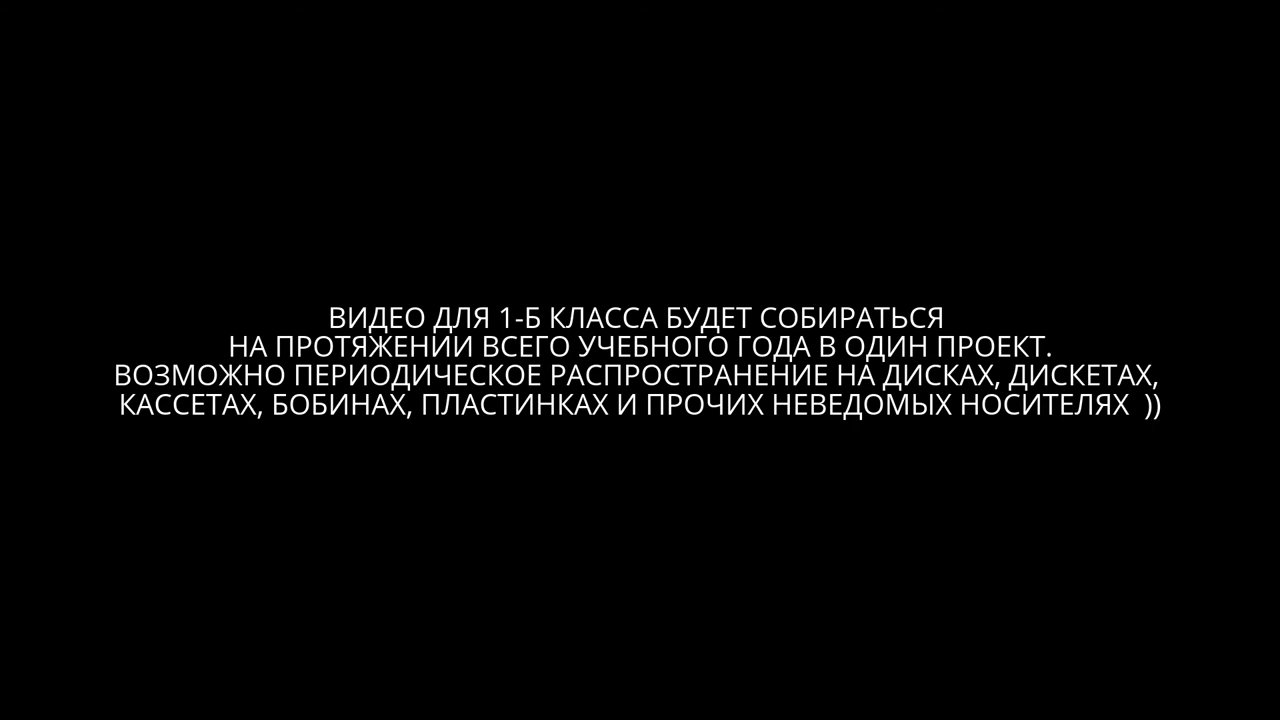 ВИДЕО ДЛЯ 1-Б КЛАССА БУДЕТ СОБИРАТЬСЯ
НА ПРОТЯЖЕНИИ ВСЕГО УЧЕБНОГО ГОДА В ОДИН ПРОЕКТ.
ВОЗМОЖНО ПЕРИОДИЧЕСКОЕ РАСПРОСТРАНЕНИЕ НА ДИСКАХ, ДИСКЕТАХ,
КАССЕТАХ, БОБИНАХ, ПЛАСТИНКАХ И ПРОЧИХ НЕВЕДОМЫХ НОСИТЕЛЯХ  ))